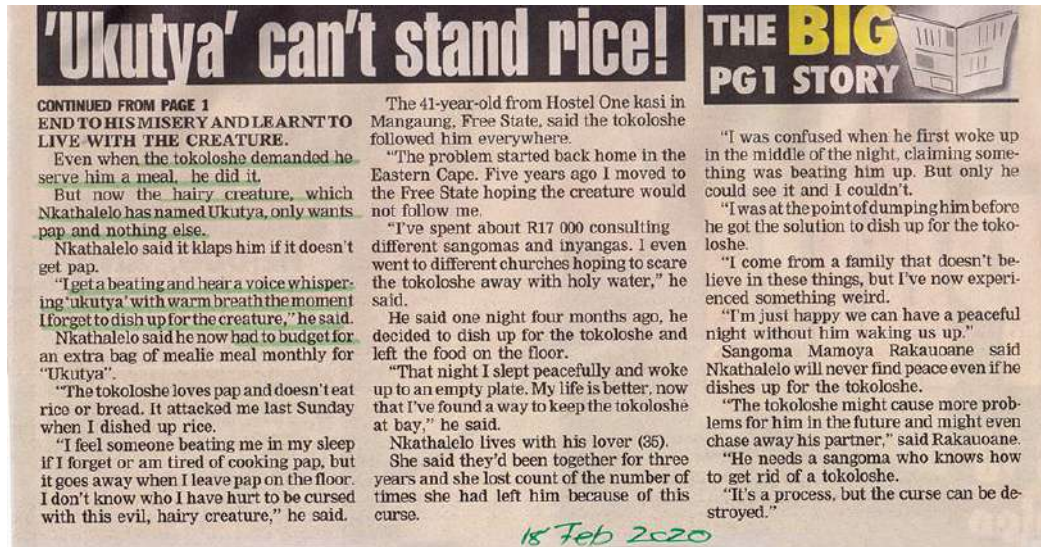 'Ukutya' can't stand rice!
THE BIG
PG1 STORY
CONTINUED FROM PAGE 1
END TO HIS MISERY AND LEARNT TO
LIVE WITH THE CREATURE.
Even when the tokoloshe demanded he
serve him a meal, he did it.
But now the hairy creature, which
Nkathalelo has named Ukutya, only wants
pap and nothing else.
Nkathalelo said it klaps him if it doesn't
get pap.
"I get a beating and hear a voice whisper-
ing 'ukutya' with warm breath the moment
I forget to dish up for the creature," he said.
Nkathalelo said he now had to budget for
an extra bag of mealie meal monthly for
"Ukutya".
"The tokoloshe loves pap and doesn't eat
rice or bread. It attacked me last Sunday
when I dished up rice.
"I feel someone beating me in my sleep
if I forget or am tired of cooking pap, but
it goes away when I leave pap on the floor.
I don't know who I have hurt to be cursed
with this evil, hairy creature," he said.
The 41-year-old from Hostel One kasi in
Mangaung, Free State, said the tokoloshe
followed him everywhere.
"The problem started back home in the
Eastern Cape. Five years ago I moved to
the Free State hoping the creature would
not follow me.
"I've spent about R17 000 consulting
different sangomas and inyangas. I even
went to different churches hoping to scare
the tokoloshe away with holy water," he
said.
He said one night four months ago, he
decided to dish up for the tokoloshe and
left the food on the floor.
"That night I slept peacefully and woke
up to an empty plate. My life is better, now
that I've found a way to keep the tokoloshe
at bay," he said.
Nkathalelo lives with his lover (35).
She said they'd been together for three
years and she lost count of the number of
times she had left him because of this
curse.
"I was confused when he first woke up
in the middle of the night, claiming some-
thing was beating him up. But only he
could see it and I couldn't.
"I was at the point of dumping him before
he got the solution to dish up for the toko-
loshe.
"I come from a family that doesn't be-
lieve in these things, but I've now experi-
enced something weird.
"I'm just happy we can have a peaceful
night without him waking us up."
Sangoma Mamoya Rakauoane said
Nkathalelo will never find peace even if he
dishes up for the tokoloshe.
"The tokoloshe might cause more prob-
lems for him in the future and might even
chase away his partner," said Rakauoane.
"He needs a sangoma who knows how
to get rid of a tokoloshe.
"It's a process, but the curse can be de-
stroyed."
18 Feb 2020